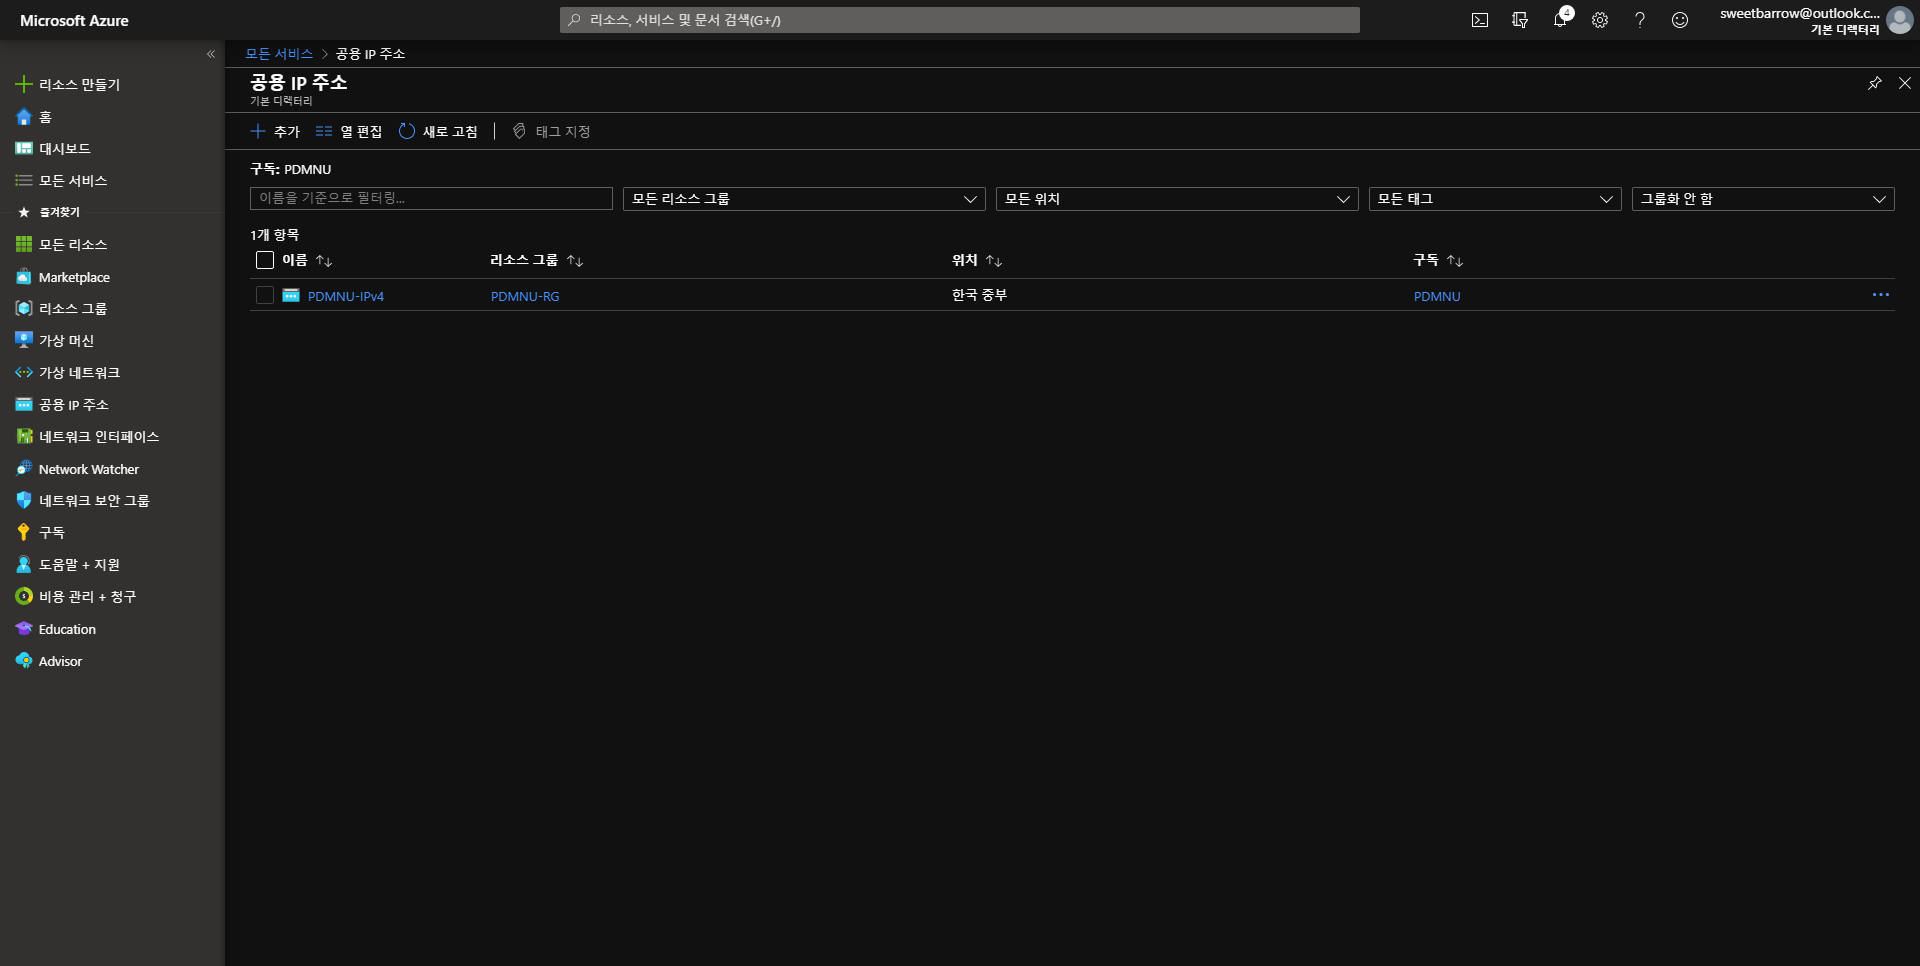 Microsoft Azure
리소스, 서비스 및 문서 검색(G+/)
4
sweetbarrow@outlook.c...
기본 디렉터리
모든 서비스 > 공용 IP 주소
리소스 만들기
홈
대시보드
모든 서비스
즐겨찾기
모든 리소스
Marketplace
리소스 그룹
가상 머신
가상 네트워크
공용 IP 주소
네트워크 인터페이스
Network Watcher
네트워크 보안 그룹
구독
도움말 + 지원
비용 관리 + 청구
Education
Advisor
공용 IP 주소
기본 디렉터리
추가 열 편집 새로 고침 태그 지정
구독: PDMNU
이름을 기준으로 필터링... 모든 리소스 그룹 모든 위치 모든 태그 그룹화 안 함
1개 항목
이름 리소스 그룹 위치 구독
PDMNU-IPv4 PDMNU-RG 한국 중부 PDMNU